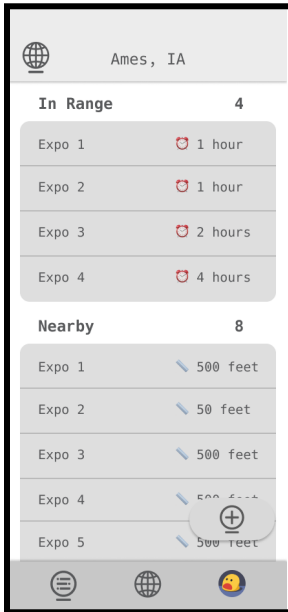 Ames, IA
In Range 4
Expo 1 1 hour
Expo 2 1 hour
Expo 3 2 hours
Expo 4 4 hours
Nearby 8
Expo 1 500 feet
Expo 2 50 feet
Expo 3 500 feet
Expo 4
Expo 5 500 feet